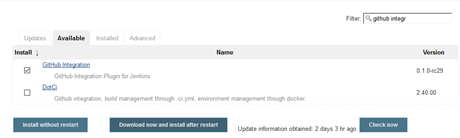 Filter: github integr
Updates Available Installed Advanced
Install ↓ Name Version
GitHub Integration 0.1.0-rc29
GitHub Integration Plugin for Jenkins
DotCi 2.40.00
Github integration, build management through .ci.yml, environment management though docker.
Install without restart Download now and install after restart Update information obtained: 2 days 3 hr ago Check now